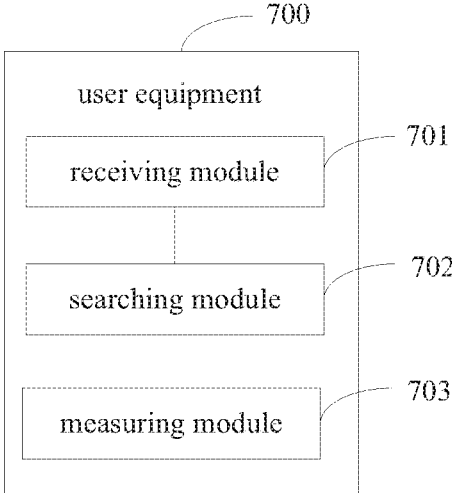 700
user equipment
701
receiving module
702
searching module
703
measuring module